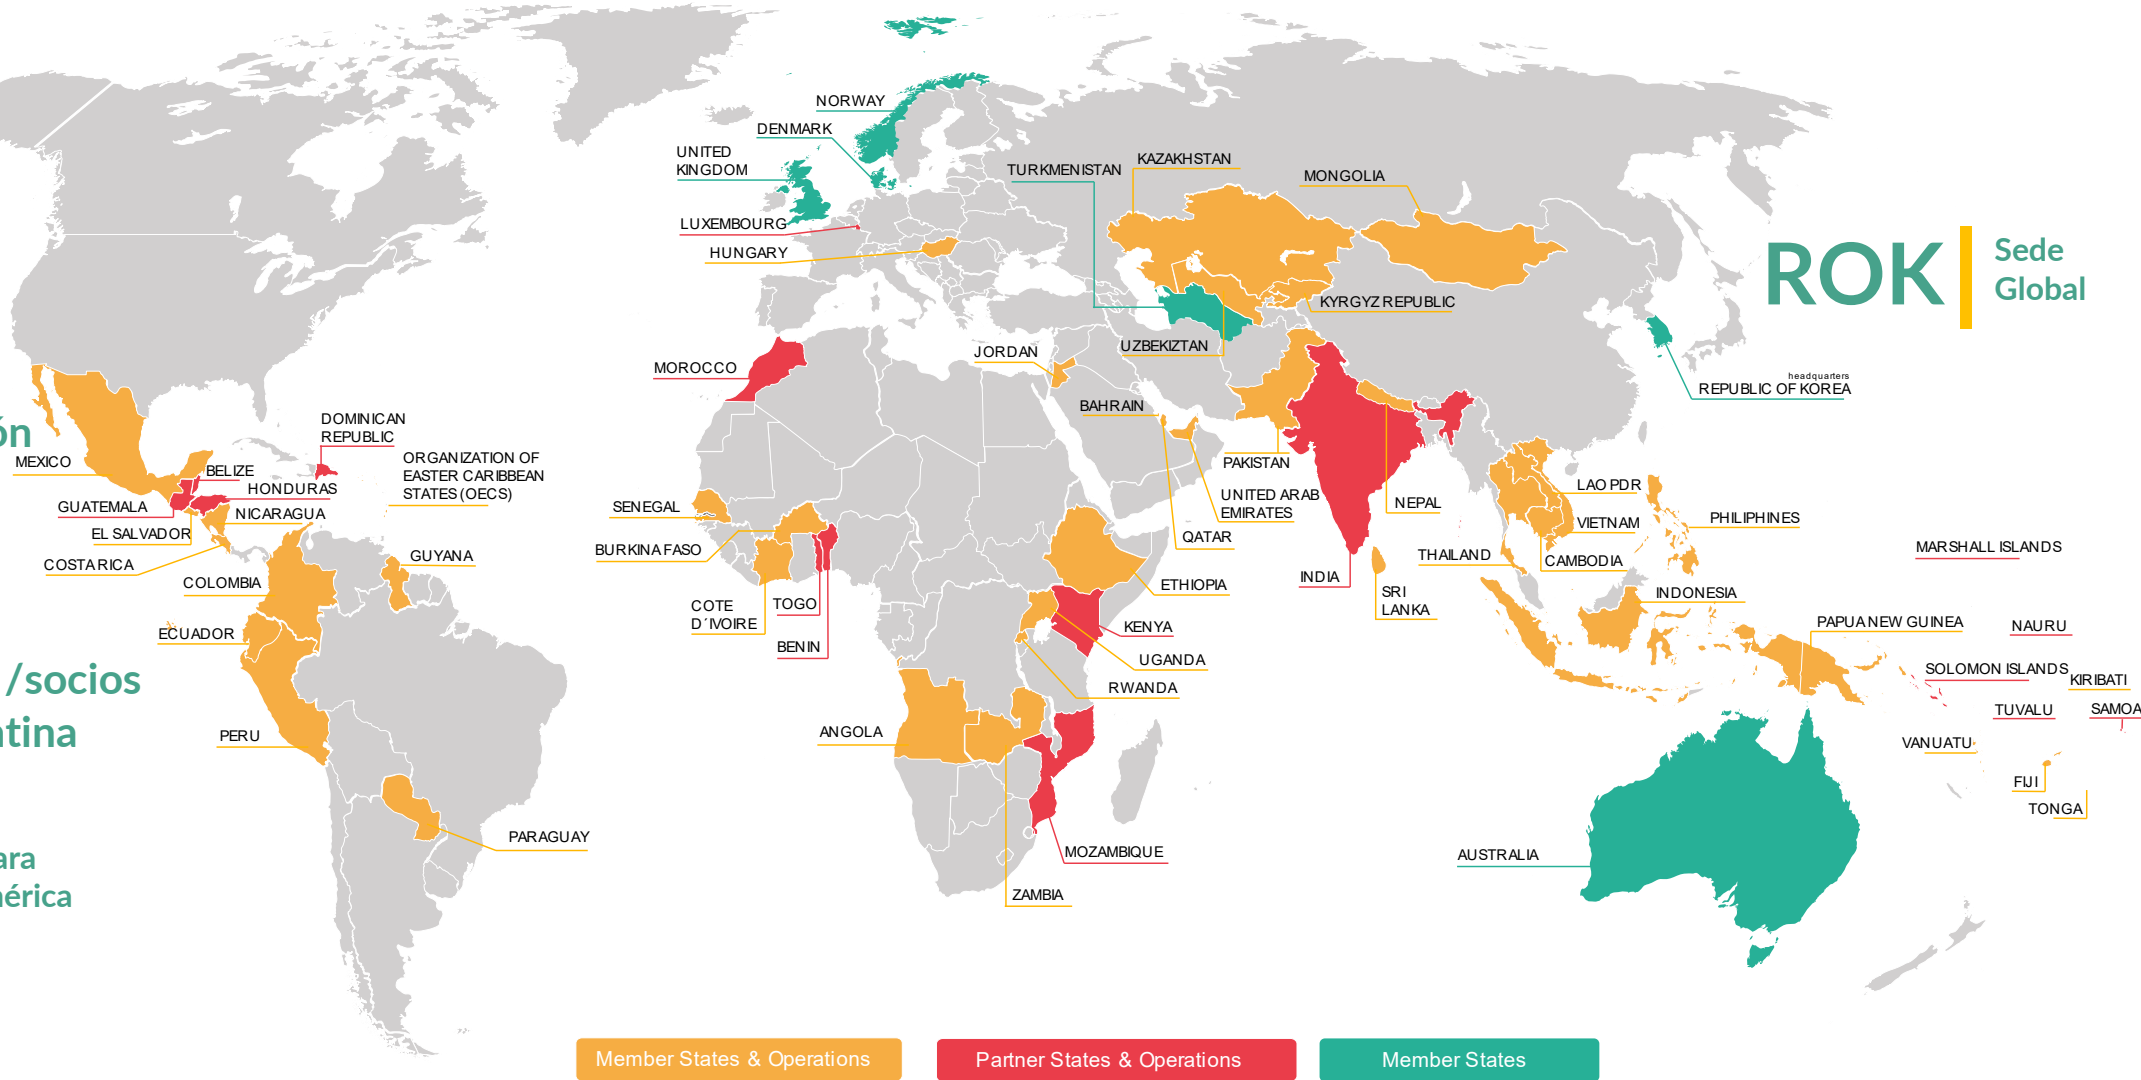 NORWAY
DENMARK
UNITED
KINGDOM
LUXEMBOURG
HUNGARY
TURKMENISTAN
KAZAKHSTAN
MONGOLIA
ROK
Sede
Global
KYRGYZ REPUBLIC
UZBEKIZTAN
JORDAN
MOROCCO
BAHRAIN
headquarters
REPUBLIC OF KOREA
DOMINICAN
REPUBLIC
ón
MEXICO
BELIZE
ORGANIZATION OF
EASTER CARIBBEAN
STATES (OECS)
HONDURAS
GUATEMALA
NICARAGUA
EL SALVADOR
COSTA RICA
COLOMBIA
GUYANA
ECUADOR
PERU
PARAGUAY
SENEGAL
BURKINA FASO
COTE
D´IVOIRE
TOGO
BENIN
PAKISTAN
UNITED ARAB
EMIRATES
QATAR
NEPAL
INDIA
SRI
LANKA
ETHIOPIA
KENYA
UGANDA
RWANDA
ANGOLA
MOZAMBIQUE
ZAMBIA
LAO PDR
VIETNAM
THAILAND
CAMBODIA
PHILIPHINES
INDONESIA
MARSHALL ISLANDS
PAPUA NEW GUINEA
NAURU
SOLOMON ISLANDS
KIRIBATI
TUVALU
SAMOA
VANUATU
FIJI
TONGA
AUSTRALIA
/socios
ntina
ara
nérica
Member States & Operations
Partner States & Operations
Member States